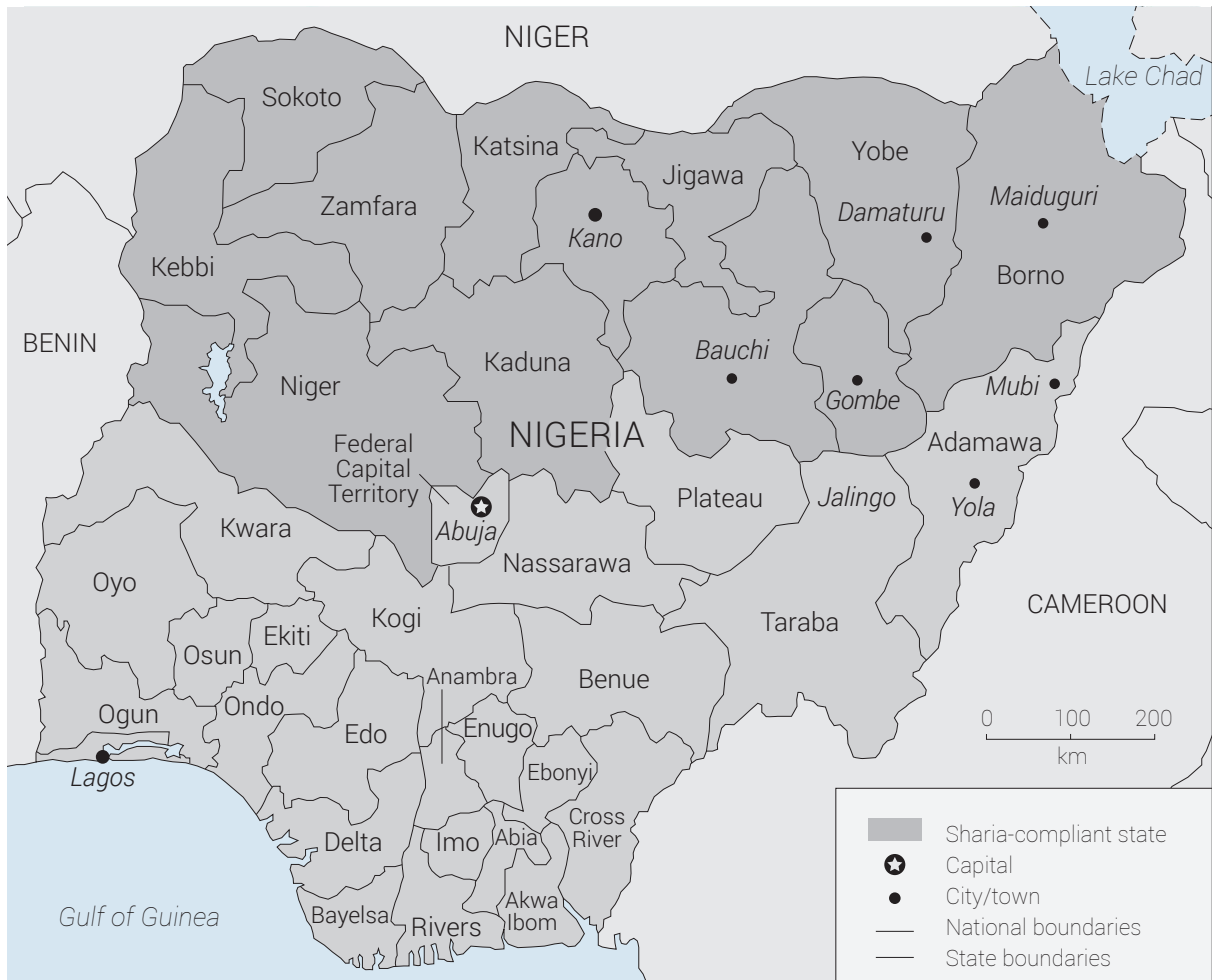 NIGER
Lake Chad
Sokoto
Katsina
Yobe
Jigawa
Zamfara
Maiduguri
Damaturu
Kano
Kebbi
Borno
BENIN
Bauchi
Kaduna
Niger
Mubi
Gombe
NIGERIA
Adamawa
Federal
Capital
Territory
Plateau
Jalingo
Yola
Kwara
Abuja
Nassarawa
Oyo
CAMEROON
Kogi
Taraba
Ekiti
Osun
Anambra
Benue
Ondo
Ogun
Enugo
Edo
0 100 200
km
Ebonyi
Lagos
Cross
River
Delta
Imo
Abia
Sharia-compliant state
Capital
City/town
National boundaries
State boundaries
Gulf of Guinea
Bayelsa
Rivers
Akwa
Ibom